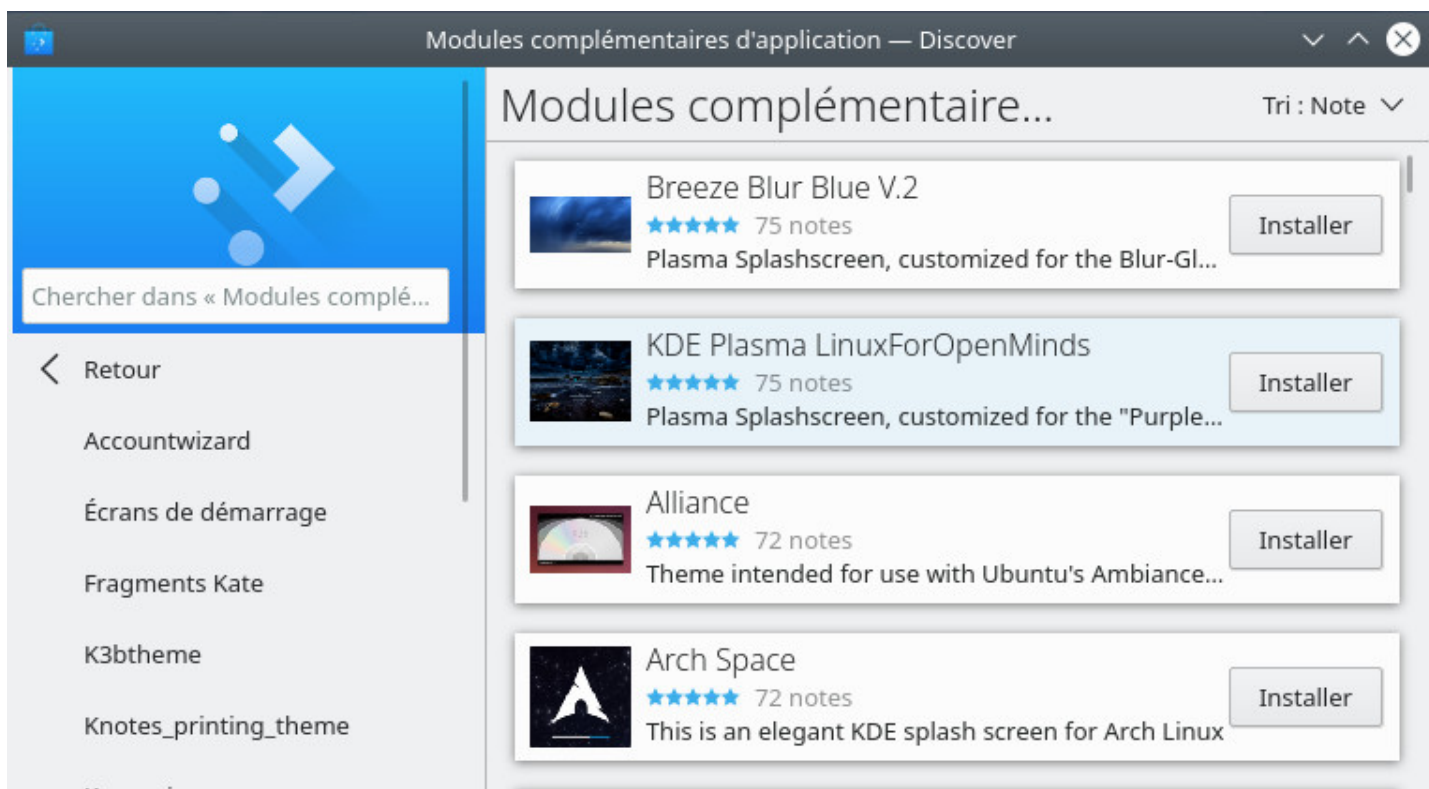 Modules complémentaires d'application — Discover
Chercher dans « Modules complé...
Retour
Accountwizard
Écrans de démarrage
Fragments Kate
K3btheme
Knotes_printing_theme
Modules complémentaire...
Tri : Note
Breeze Blur Blue V.2
75 notes
Plasma Splashscreen, customized for the Blur-Gl...
Installer
KDE Plasma LinuxForOpenMinds
75 notes
Plasma Splashscreen, customized for the "Purple...
Installer
Alliance
72 notes
Theme intended for use with Ubuntu's Ambiance...
Installer
Arch Space
72 notes
This is an elegant KDE splash screen for Arch Linux
Installer